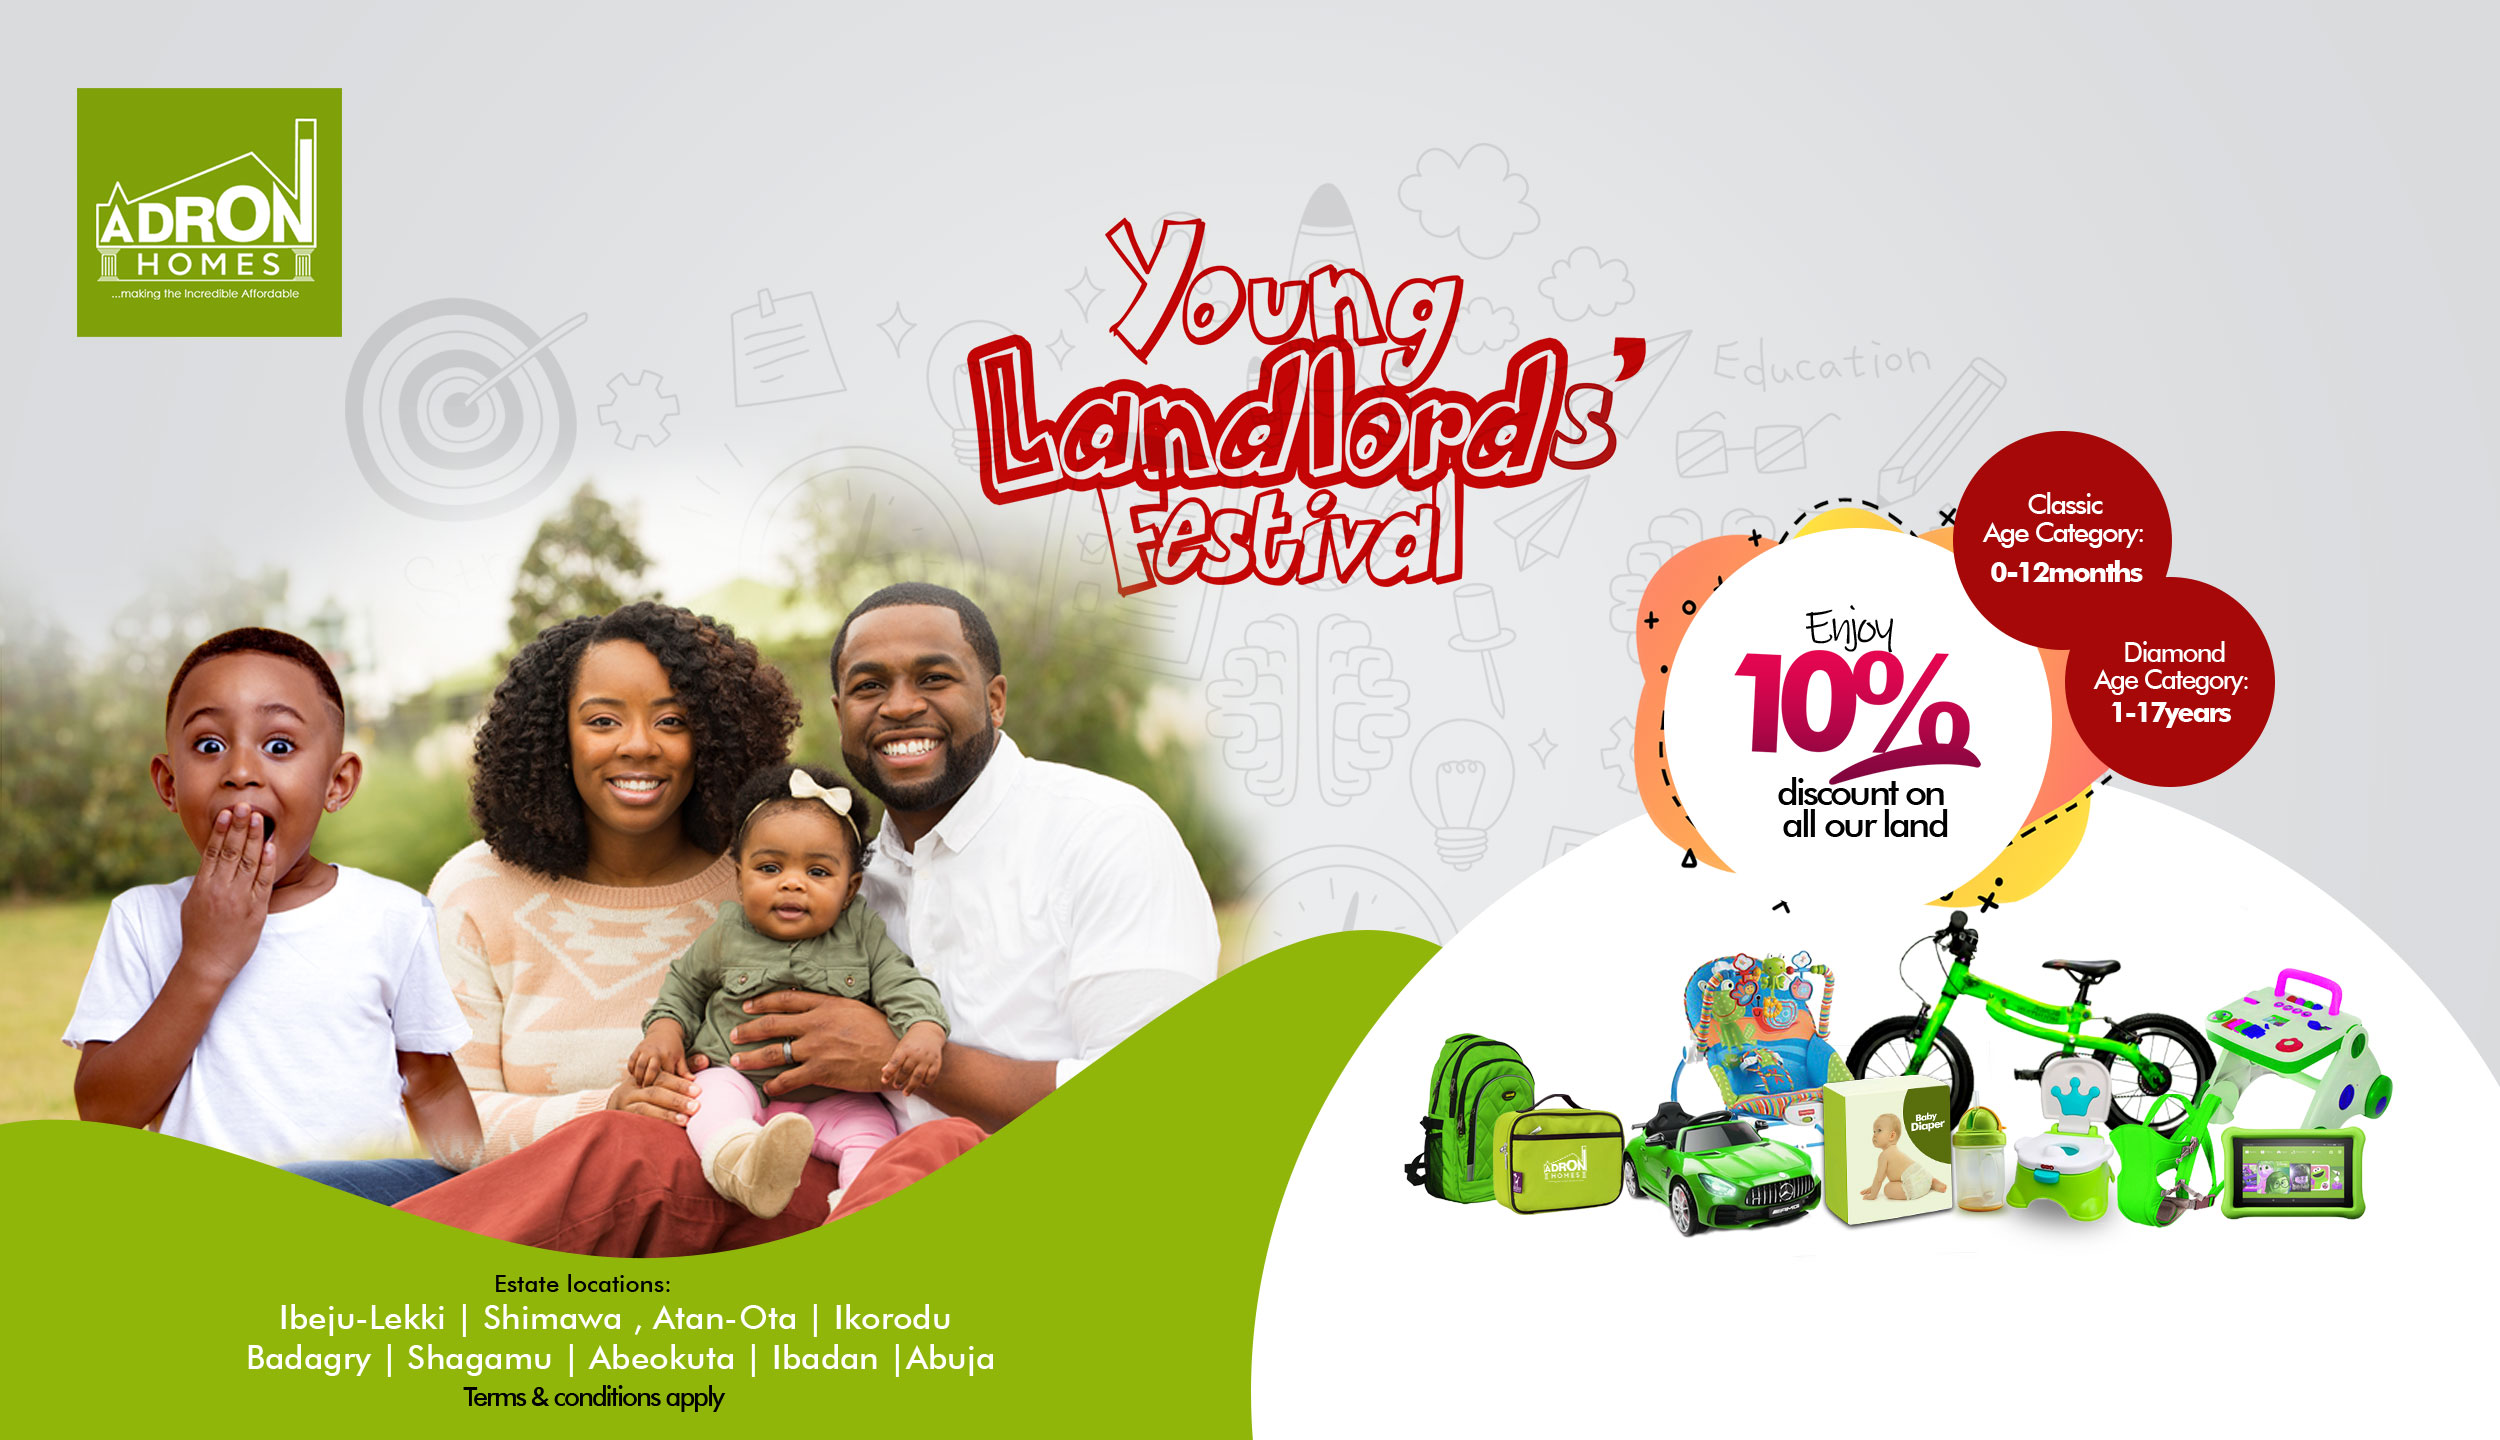 ADRON
HOMES
...making the Incredible Affordable
Young
Landlords'
Festival
Education
Classic
Age Category:
0-12months
Diamond
Age Category:
1-17years
Enjoy
10%
discount on
all our land
Baby
Diaper
ADRON
HOMES
Estate locations:
Ibeju-Lekki | Shimawa , Atan-Ota | Ikorodu
Badagry | Shagamu | Abeokuta | Ibadan |Abuja
Terms & conditions apply